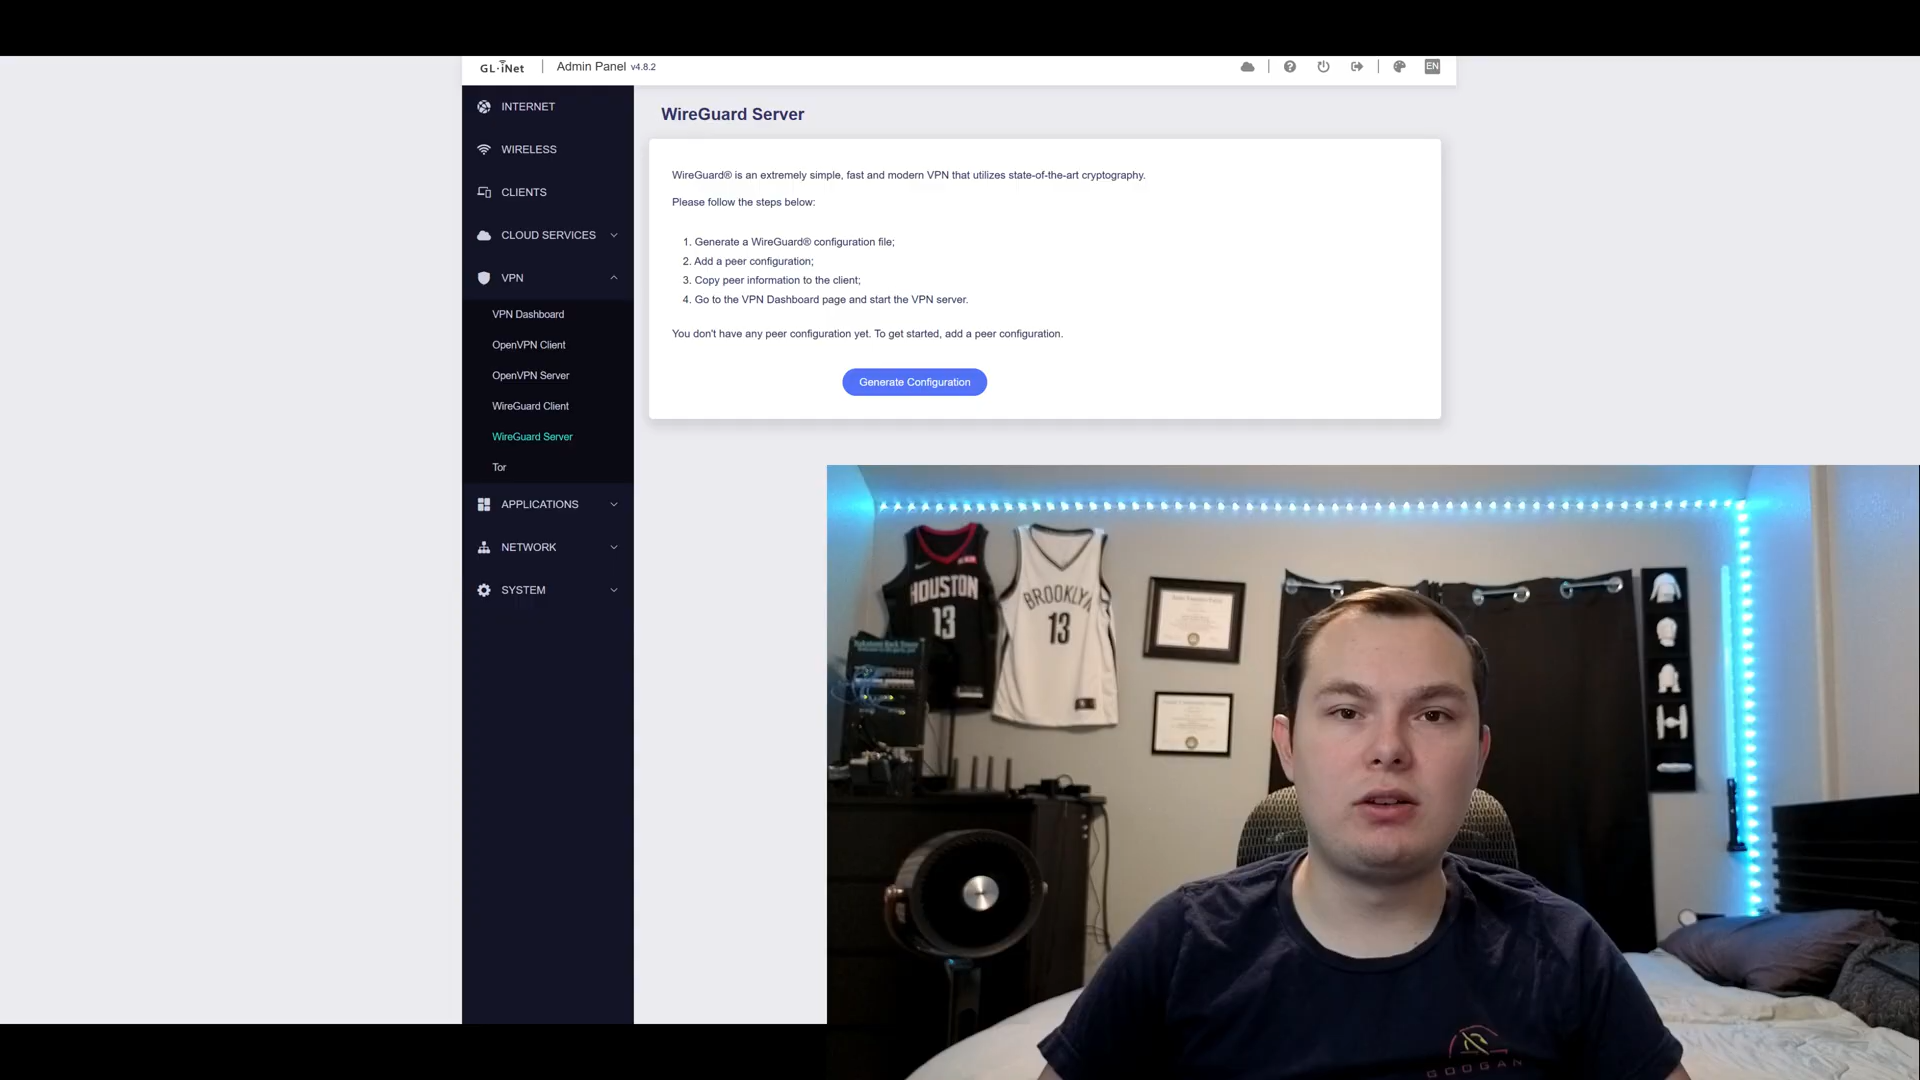 GL·iNet
Admin Panel v4.8.2
EN
INTERNET
WIRELESS
CLIENTS
CLOUD SERVICES
VPN
VPN Dashboard
OpenVPN Client
OpenVPN Server
WireGuard Client
WireGuard Server
Tor
APPLICATIONS
NETWORK
SYSTEM
WireGuard Server
WireGuard® is an extremely simple, fast and modern VPN that utilizes state-of-the-art cryptography.
Please follow the steps below:
1. Generate a WireGuard® configuration file;
2. Add a peer configuration;
3. Copy peer information to the client;
4. Go to the VPN Dashboard page and start the VPN server.
You don't have any peer configuration yet. To get started, add a peer configuration.
Generate Configuration
HOUSTON
13
BROOKLYN
13
GOOGAN